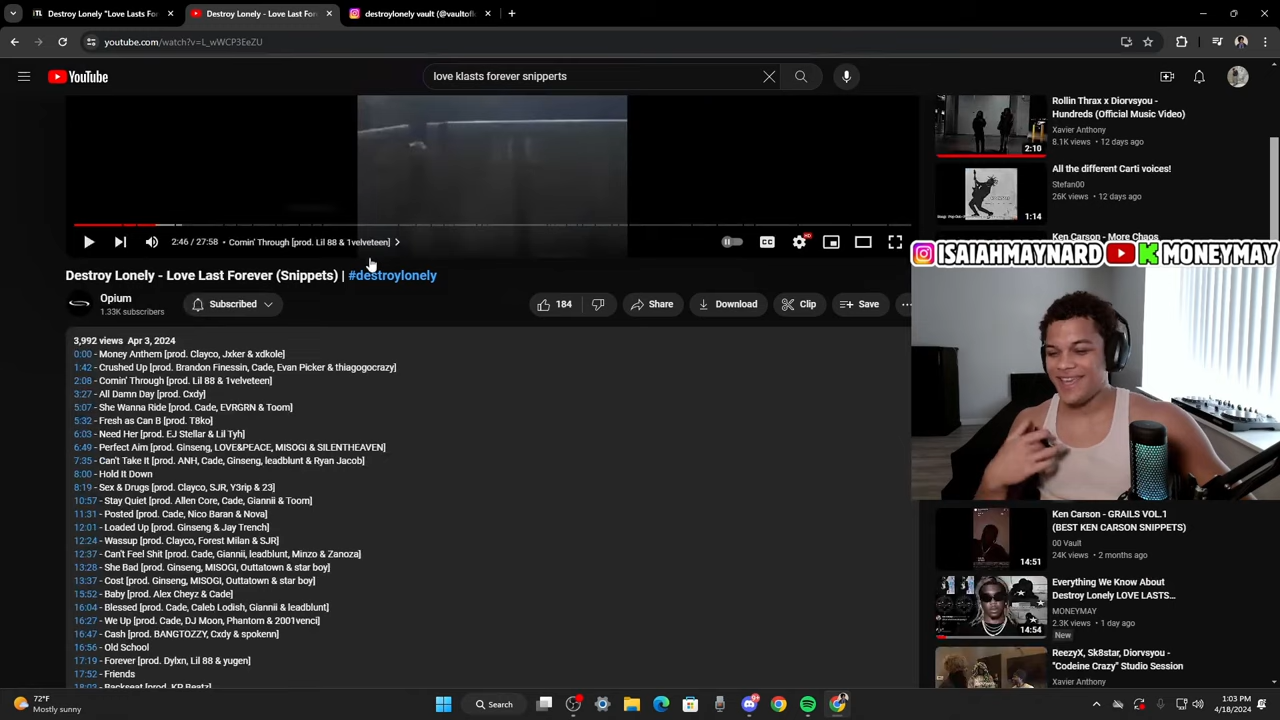 Destroy Lonely "Love Lasts Fo
Destroy Lonely - Love Last For
destroylonely vault (@vaultofl
youtube.com/watch?v=L_wWCP3EeZU
YouTube
love klasts forever snipperts
Rollin Thrax x Diorvsyou -
Hundreds (Official Music Video)
Xavier Anthony
8.1K views • 12 days ago
2:10
All the different Carti voices!
Stefan00
26K views • 12 days ago
1:14
Ken Carson - More Chaos
2:46 / 27:58 • Comin' Through [prod. Lil 88 & 1velveteen]
CC
HD
ISAIAHMAYNARD K MONEYMAY
Destroy Lonely - Love Last Forever (Snippets) | #destroylonely
Opium
1.33K subscribers
Subscribed
184
Share
Download
Clip
Save
3,992 views Apr 3, 2024
0:00 - Money Anthem [prod. Clayco, Jxker & xdkole]
1:42 - Crushed Up [prod. Brandon Finessin, Cade, Evan Picker & thiagogocrazy]
2:08 - Comin' Through [prod. Lil 88 & 1velveteen]
3:27 - All Damn Day [prod. Cxdy]
5:07 - She Wanna Ride [prod. Cade, EVRGRN & Toom]
5:32 - Fresh as Can B [prod. T8ko]
6:03 - Need Her [prod. EJ Stellar & Lil Tyh]
6:49 - Perfect Aim [prod. Ginseng, LOVE&PEACE, MISOGI & SILENTHEAVEN]
7:35 - Can't Take It [prod. ANH, Cade, Ginseng, leadblunt & Ryan Jacob]
8:00 - Hold It Down
8:19 - Sex & Drugs [prod. Clayco, SJR, Y3rip & 23]
10:57 - Stay Quiet [prod. Allen Core, Cade, Giannii & Toom]
11:31 - Posted [prod. Cade, Nico Baran & Nova]
12:01 - Loaded Up [prod. Ginseng & Jay Trench]
12:24 - Wassup [prod. Clayco, Forest Milan & SJR]
12:37 - Can't Feel Shit [prod. Cade, Giannii, leadblunt, Minzo & Zanoza]
13:28 - She Bad [prod. Ginseng, MISOGI, Outtatown & star boy]
13:37 - Cost [prod. Ginseng, MISOGI, Outtatown & star boy]
15:52 - Baby [prod. Alex Cheyz & Cade]
16:04 - Blessed [prod. Cade, Caleb Lodish, Giannii & leadblunt]
16:27 - We Up [prod. Cade, DJ Moon, Phantom & 2001venci]
16:47 - Cash [prod. BANGTOZZY, Cxdy & spokenn]
16:56 - Old School
17:19 - Forever [prod. Dylxn, Lil 88 & yugen]
17:52 - Friends
18:03 - Backseat [prod. KP Beatz]
Ken Carson - GRAILS VOL.1
(BEST KEN CARSON SNIPPETS)
00 Vault
24K views • 2 months ago
14:51
Everything We Know About
Destroy Lonely LOVE LASTS...
MONEYMAY
2.3K views • 1 day ago
New
14:54
ReezyX, Sk8star, Diorvsyou -
"Codeine Crazy" Studio Session
Xavier Anthony
72°F
Mostly sunny
Search
1:03 PM
4/18/2024